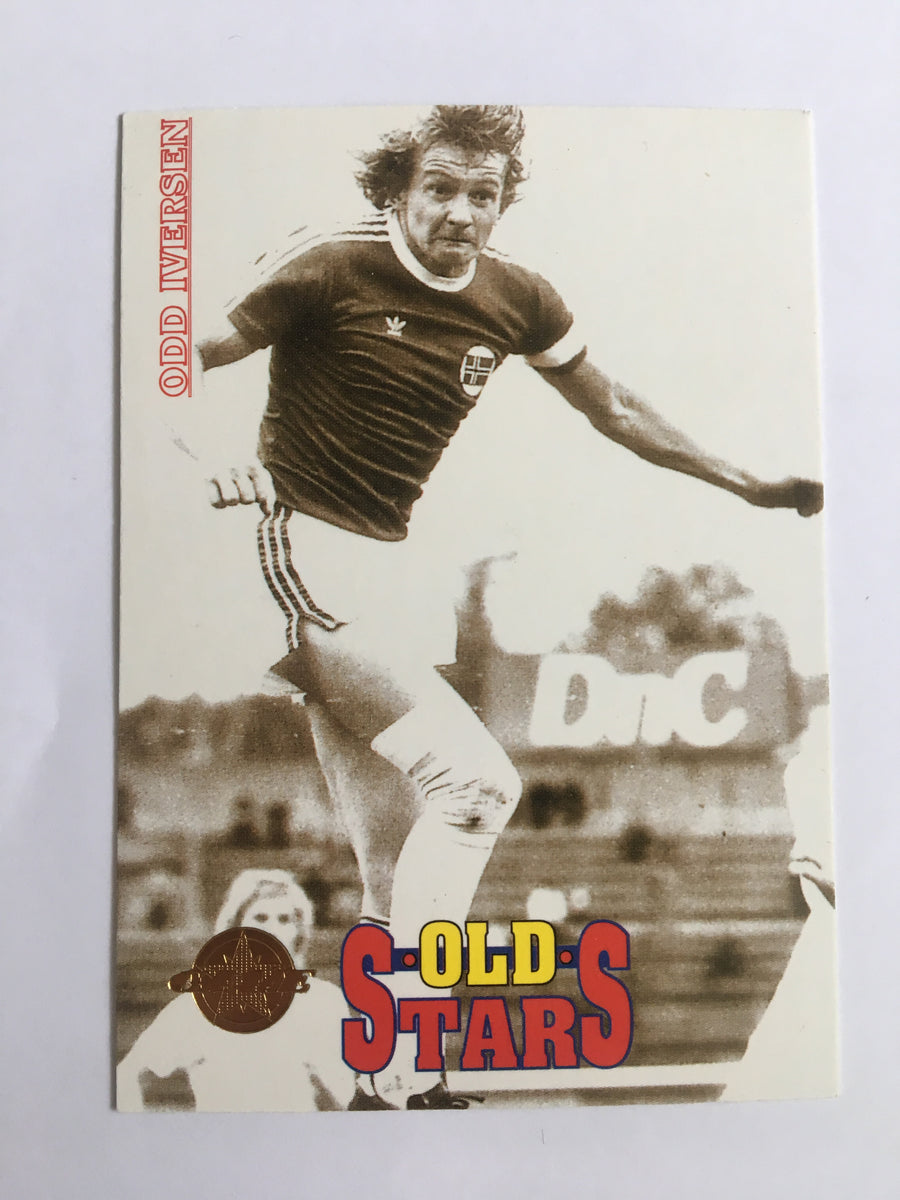 ODD IVERSEN
DnC
OLD
STARS